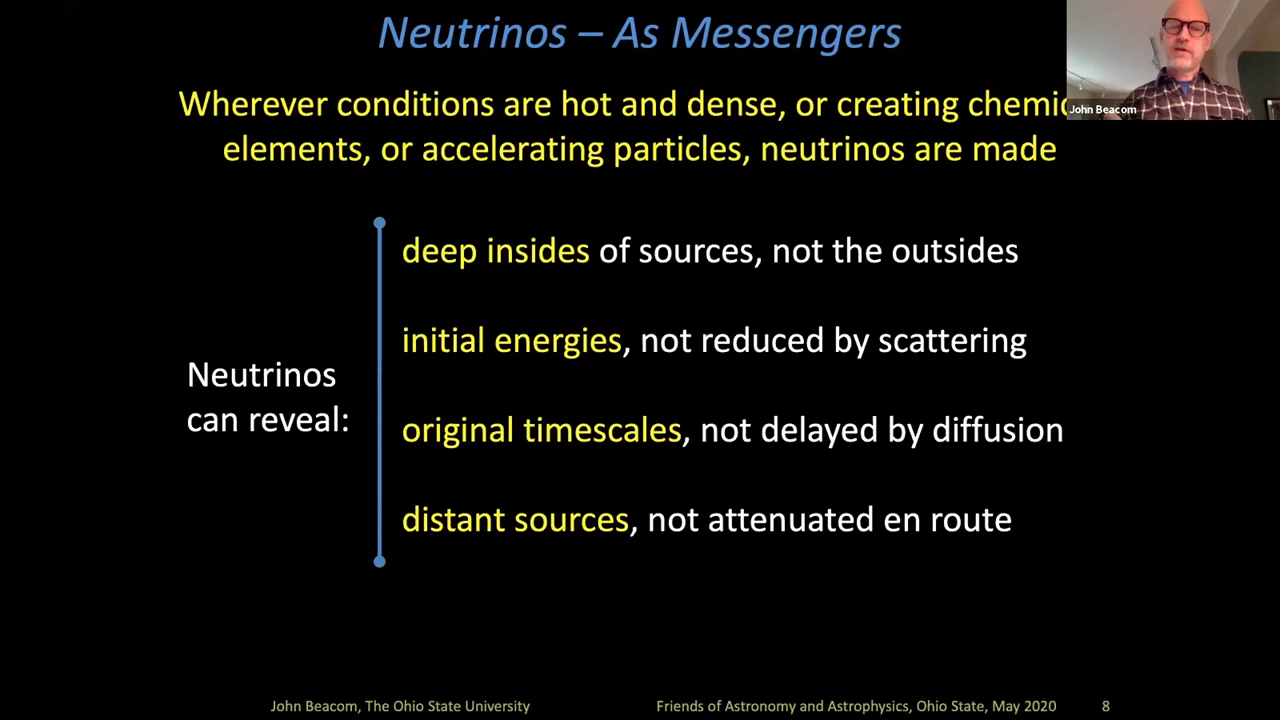 Neutrinos – As Messengers
John Beacom
Wherever conditions are hot and dense, or creating
elements, or accelerating particles, neutrinos are made
deep insides of sources, not the outsides
initial energies, not reduced by scattering
Neutrinos
can reveal:
original timescales, not delayed by diffusion
distant sources, not attenuated en route
John Beacom, The Ohio State University
Friends of Astronomy and Astrophysics, Ohio State, May 2020
8